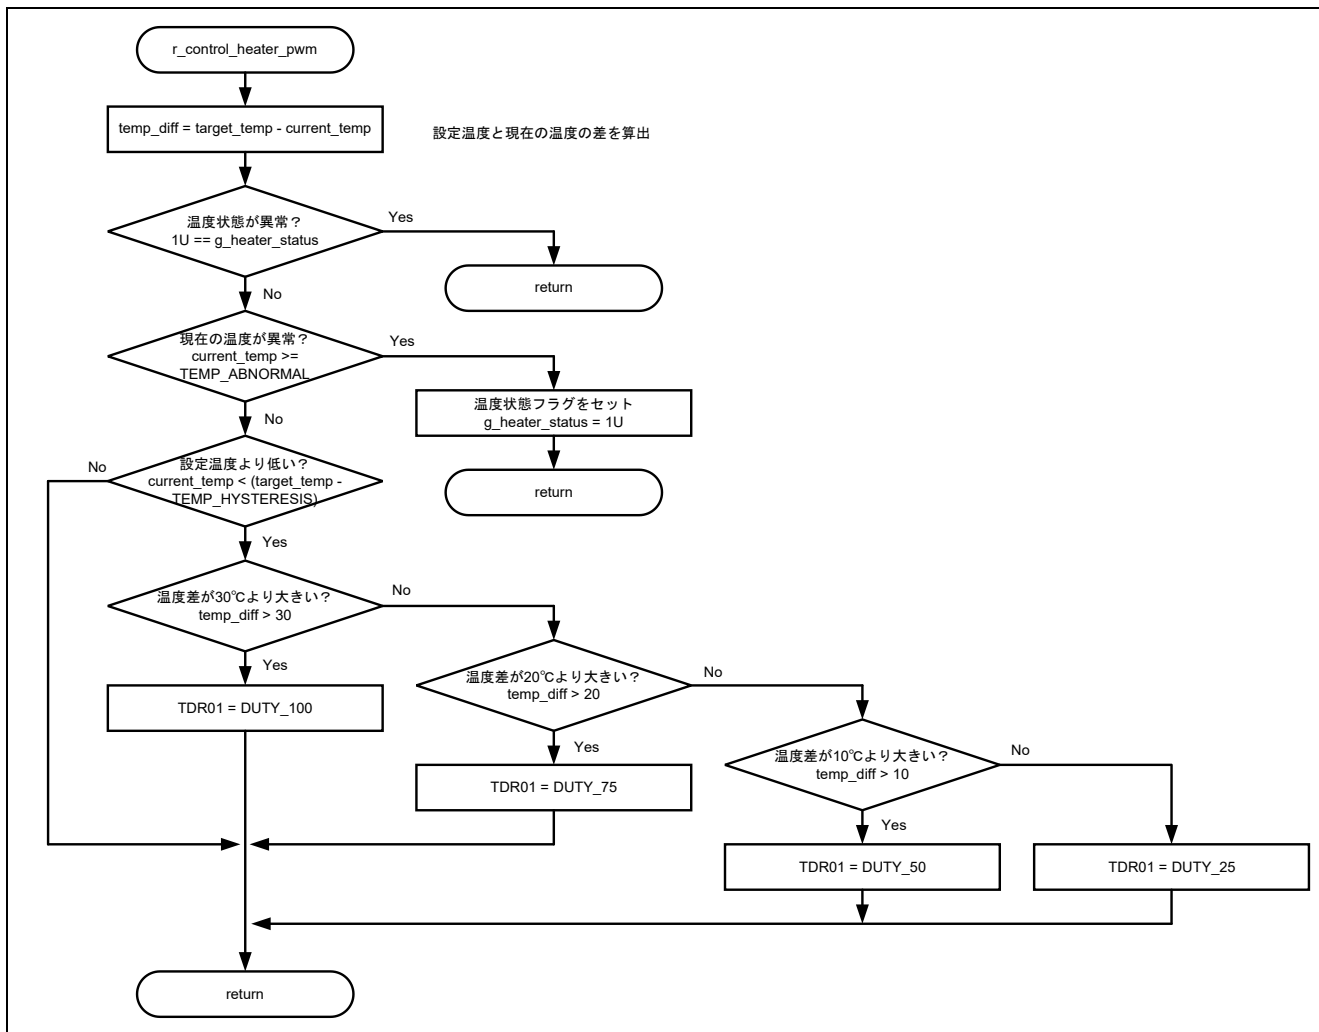 r_control_heater_pwm
temp_diff = target_temp - current_temp
設定温度と現在の温度の差を算出
温度状態が異常？
1U == g_heater_status
Yes
return
No
現在の温度が異常？
current_temp >=
TEMP_ABNORMAL
Yes
温度状態フラグをセット
g_heater_status = 1U
return
No
設定温度より低い？
current_temp < (target_temp -
TEMP_HYSTERESIS)
No
Yes
温度差が30℃より大きい？
temp_diff > 30
No
Yes
TDR01 = DUTY_100
温度差が20℃より大きい？
temp_diff > 20
No
Yes
TDR01 = DUTY_75
温度差が10℃より大きい？
temp_diff > 10
No
Yes
TDR01 = DUTY_50
TDR01 = DUTY_25
return